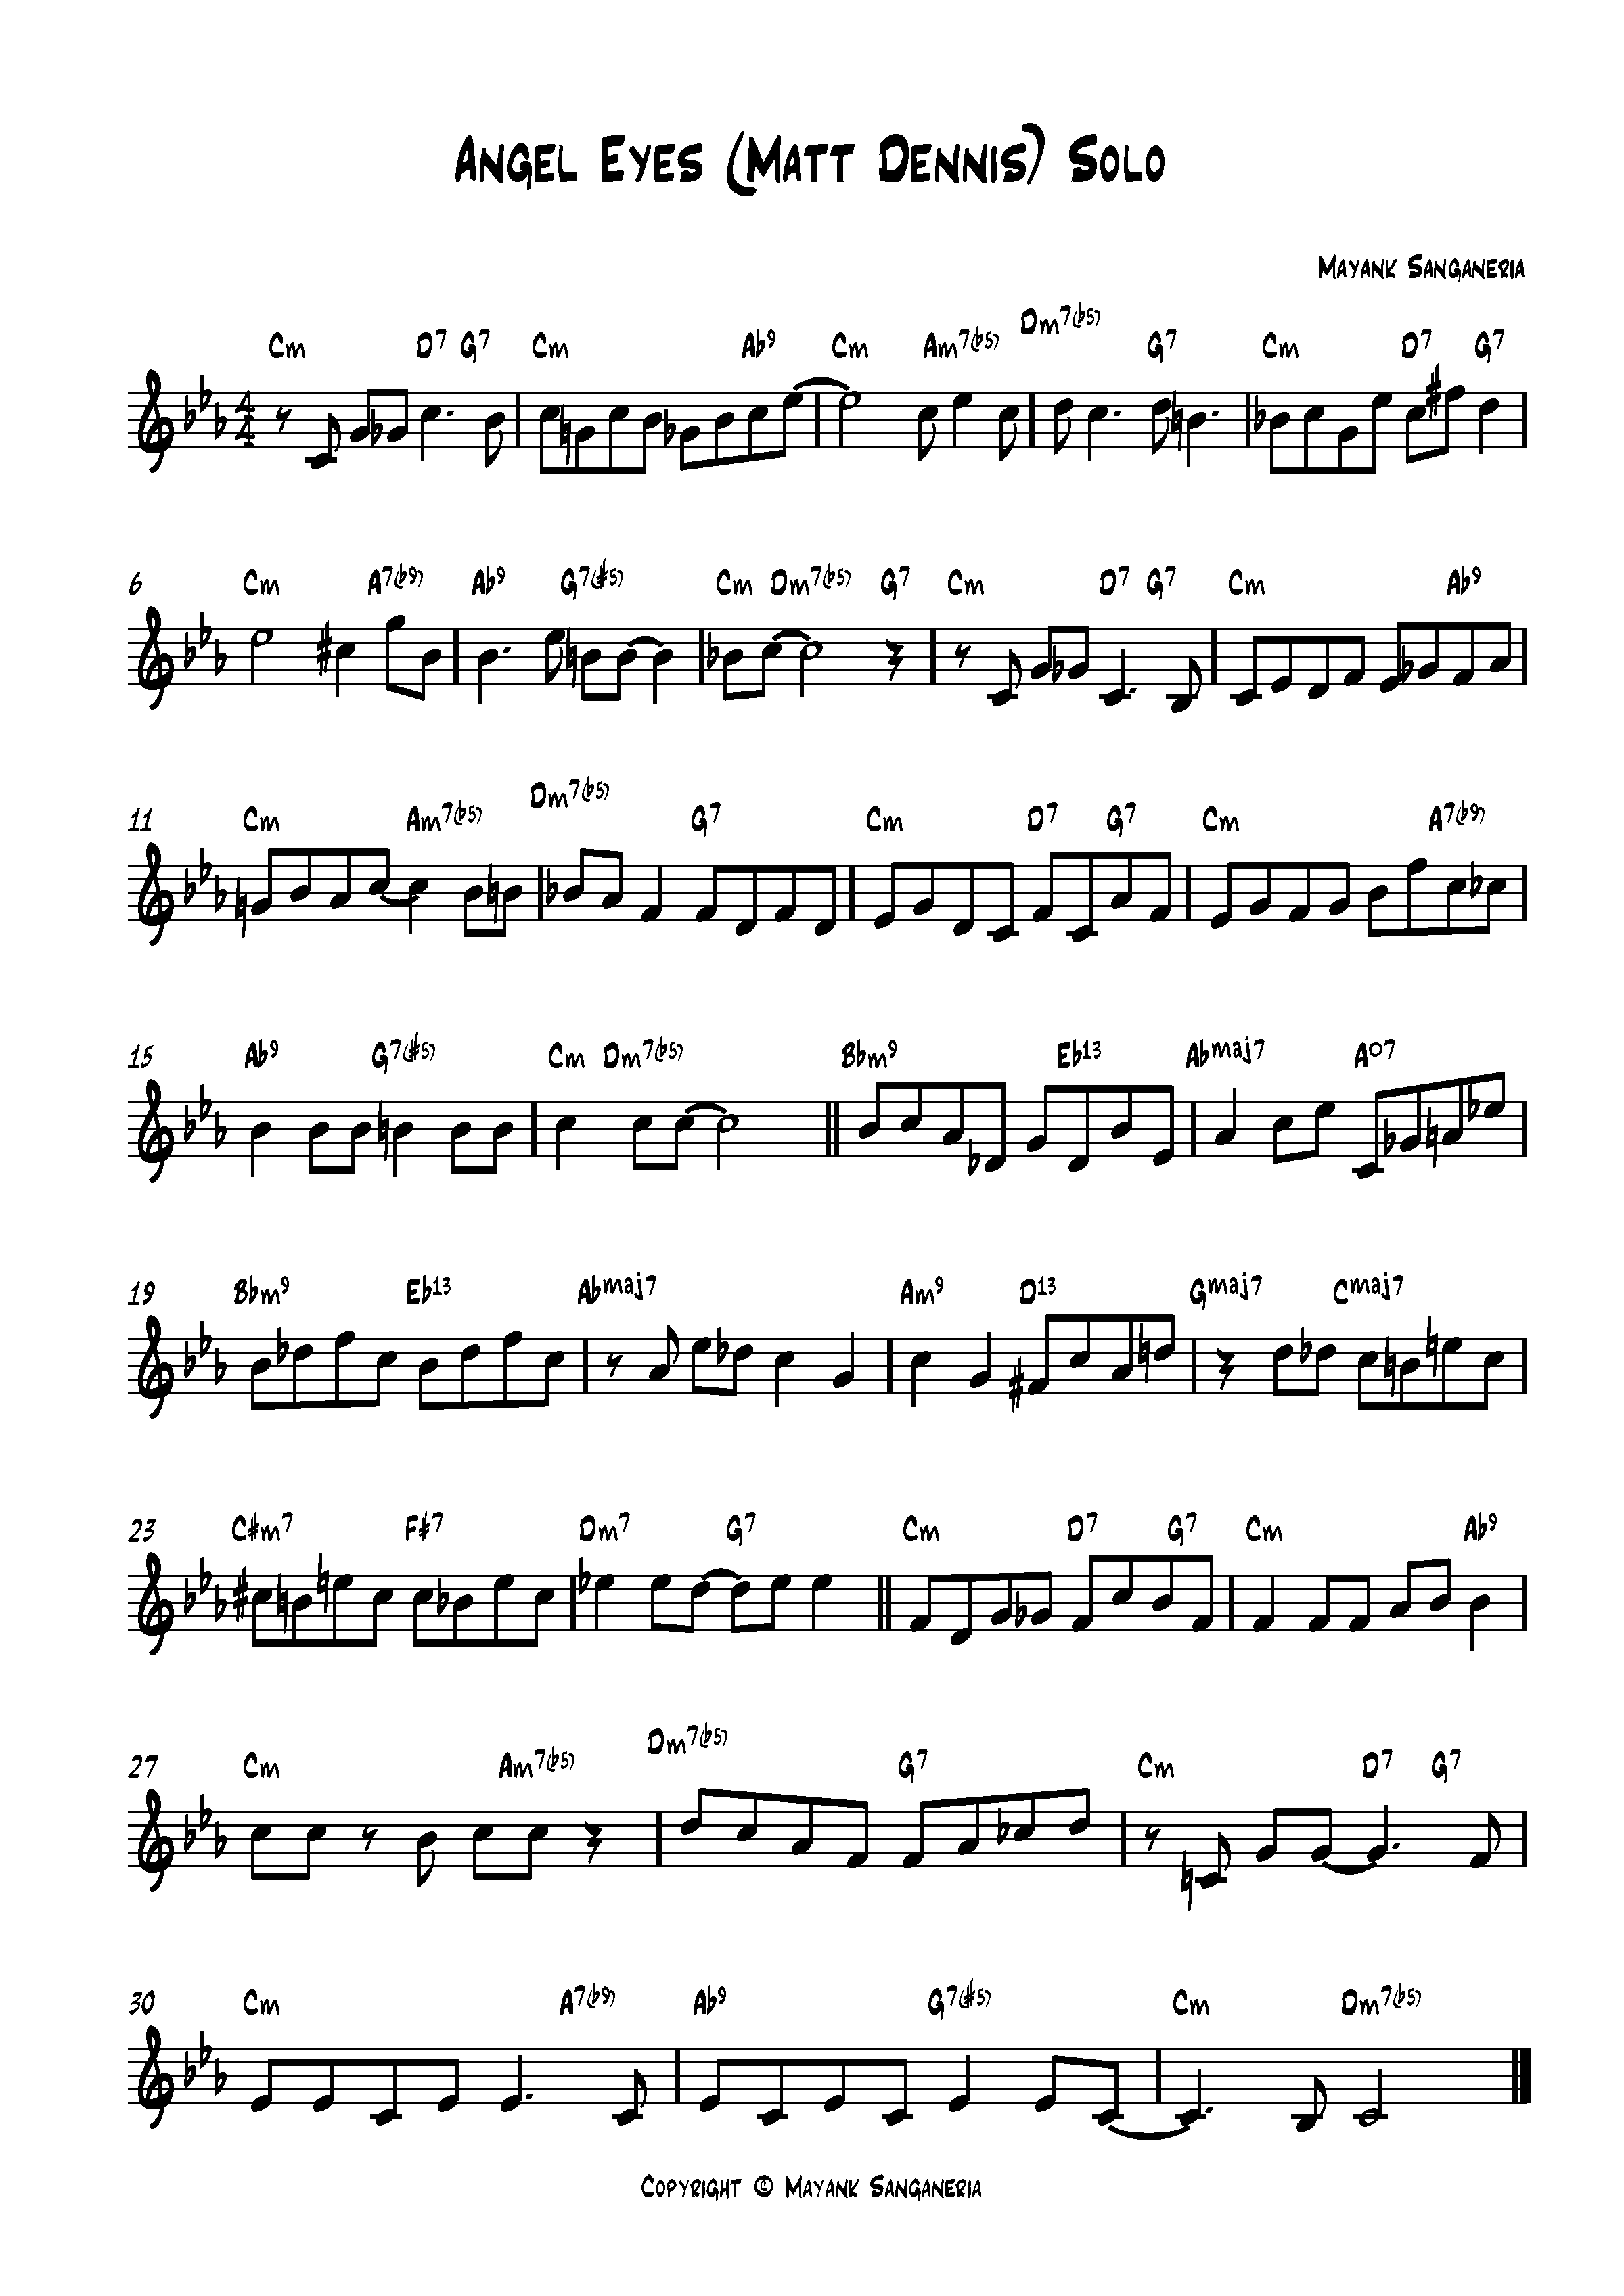 Angel Eyes (Matt Dennis) Solo
Mayank Sanganeria
Cm D7 G7 Cm Ab9 Cm Am7(b5) Dm7(b5) G7 Cm D7 G7
4
4
6 Cm A7(b9) Ab9 G7(#5) Cm Dm7(b5) G7 Cm D7 G7 Cm Ab9
11 Cm Am7(b5) Dm7(b5) G7 Cm D7 G7 Cm A7(b9)
15 Ab9 G7(#5) Cm Dm7(b5) Bbm9 Eb13 Abmaj7 Ao7
19 Bbm9 Eb13 Abmaj7 Am9 D13 Gmaj7 Cmaj7
23 C#m7 F#7 Dm7 G7 Cm D7 G7 Cm Ab9
27 Cm Am7(b5) Dm7(b5) G7 Cm D7 G7
30 Cm A7(b9) Ab9 G7(#5) Cm Dm7(b5)
Copyright © Mayank Sanganeria